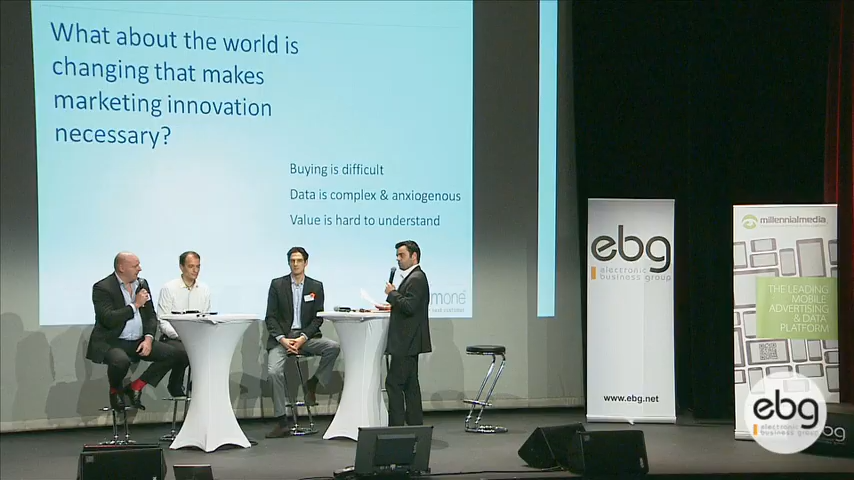 What about the world is
changing that makes
marketing innovation
necessary?
Buying is difficult
Data is complex & anxiogenous
Value is hard to understand
ebg
electronic
business group
www.ebg.net
millennialmedia
THE LEADING
MOBILE
ADVERTISING
& DATA
PLATFORM
ebg
electronic
business group